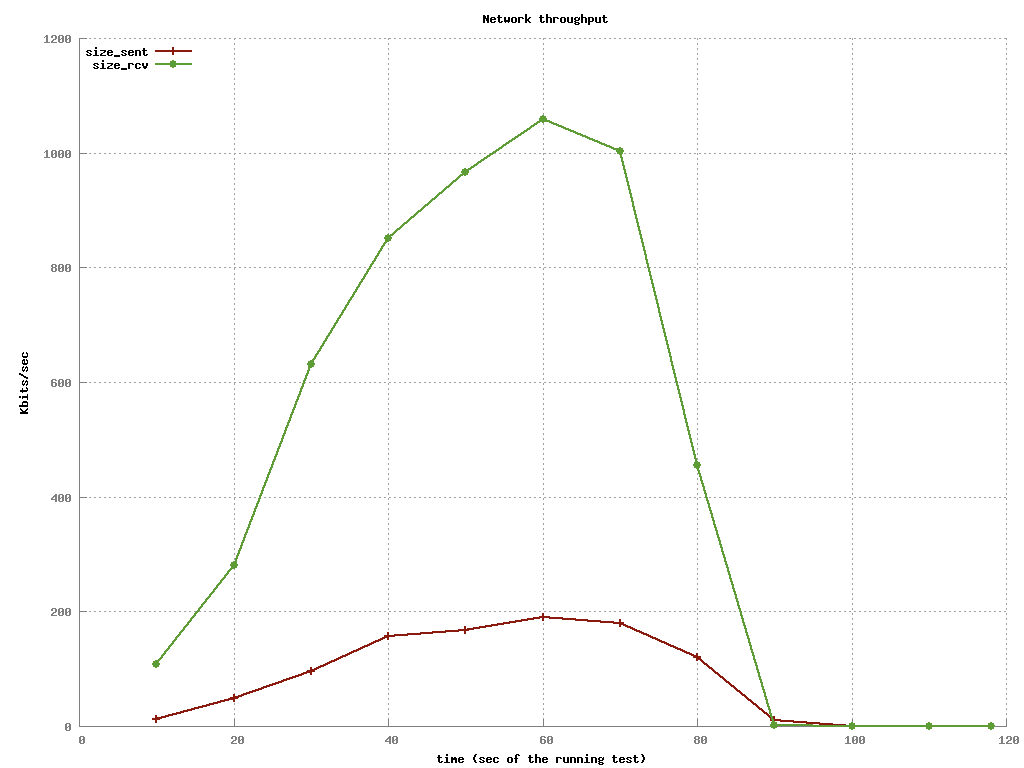 Network throughput
1200
size_sent
size_rcv
1000
800
600
400
200
0
Kbits/sec
0 20 40 60 80 100 120
time (sec of the running test)